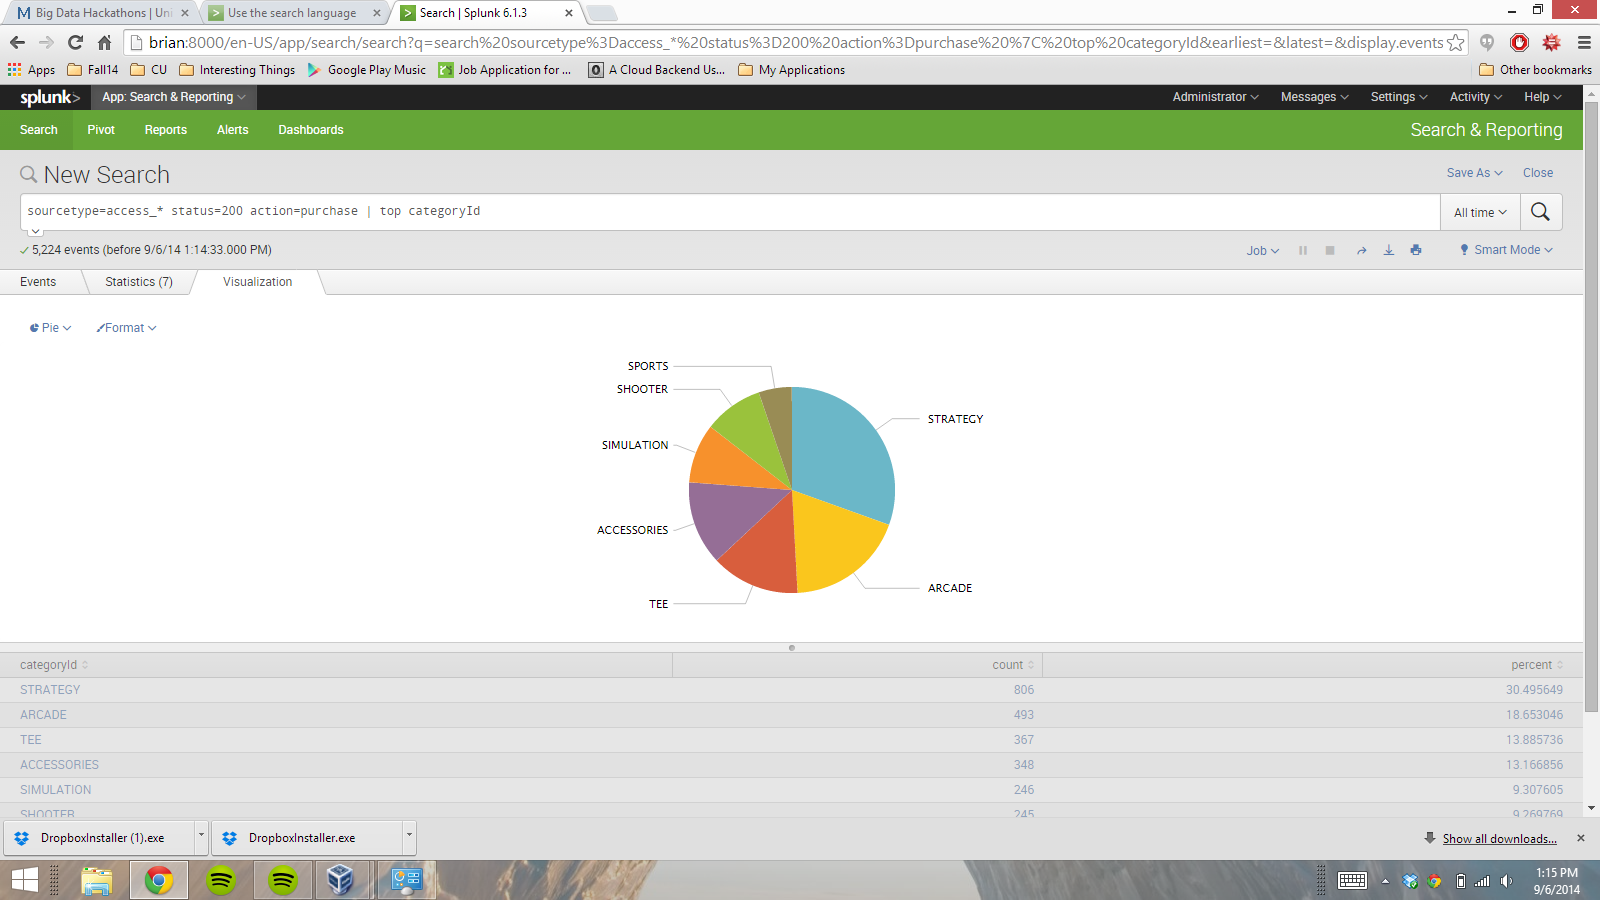 Big Data Hackathons | Uni
Use the search language
Search | Splunk 6.1.3
brian:8000/en-US/app/search/search?q=search%20sourcetype%3Daccess_*%20status%3D200%20action%3Dpurchase%20%7C%20top%20categoryId&earliest=&latest=&display.events
Apps Fall14 CU Interesting Things Google Play Music Job Application for ... A Cloud Backend Us... My Applications Other bookmarks
splunk> App: Search & Reporting Administrator Messages Settings Activity Help
Search Pivot Reports Alerts Dashboards Search & Reporting
New Search Save As Close
sourcetype=access_* status=200 action=purchase | top categoryId All time
5,224 events (before 9/6/14 1:14:33.000 PM) Job Smart Mode
Events Statistics (7) Visualization
Pie Format
SPORTS
SHOOTER
STRATEGY
SIMULATION
ACCESSORIES
ARCADE
TEE
categoryId count percent
STRATEGY 806 30.495649
ARCADE 493 18.653046
TEE 367 13.885736
ACCESSORIES 348 13.166856
SIMULATION 246 9.307605
SHOOTER 245 9.269769
DropboxInstaller (1).exe DropboxInstaller.exe Show all downloads...
1:15 PM
9/6/2014